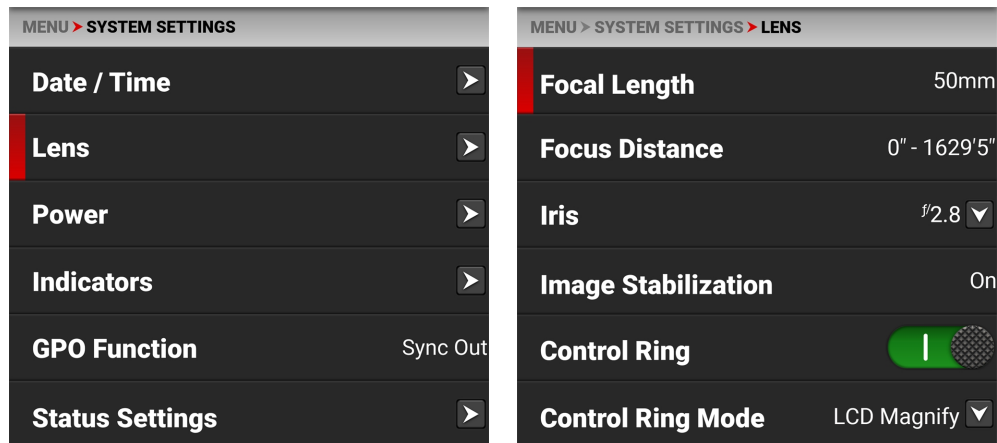 MENU SYSTEM SETTINGS
Date / Time
Lens
Power
Indicators
GPO Function Sync Out
Status Settings
MENU SYSTEM SETTINGS LENS
Focal Length 50mm
Focus Distance 0" - 1629'5"
Iris ƒ/2.8
Image Stabilization On
Control Ring
Control Ring Mode LCD Magnify